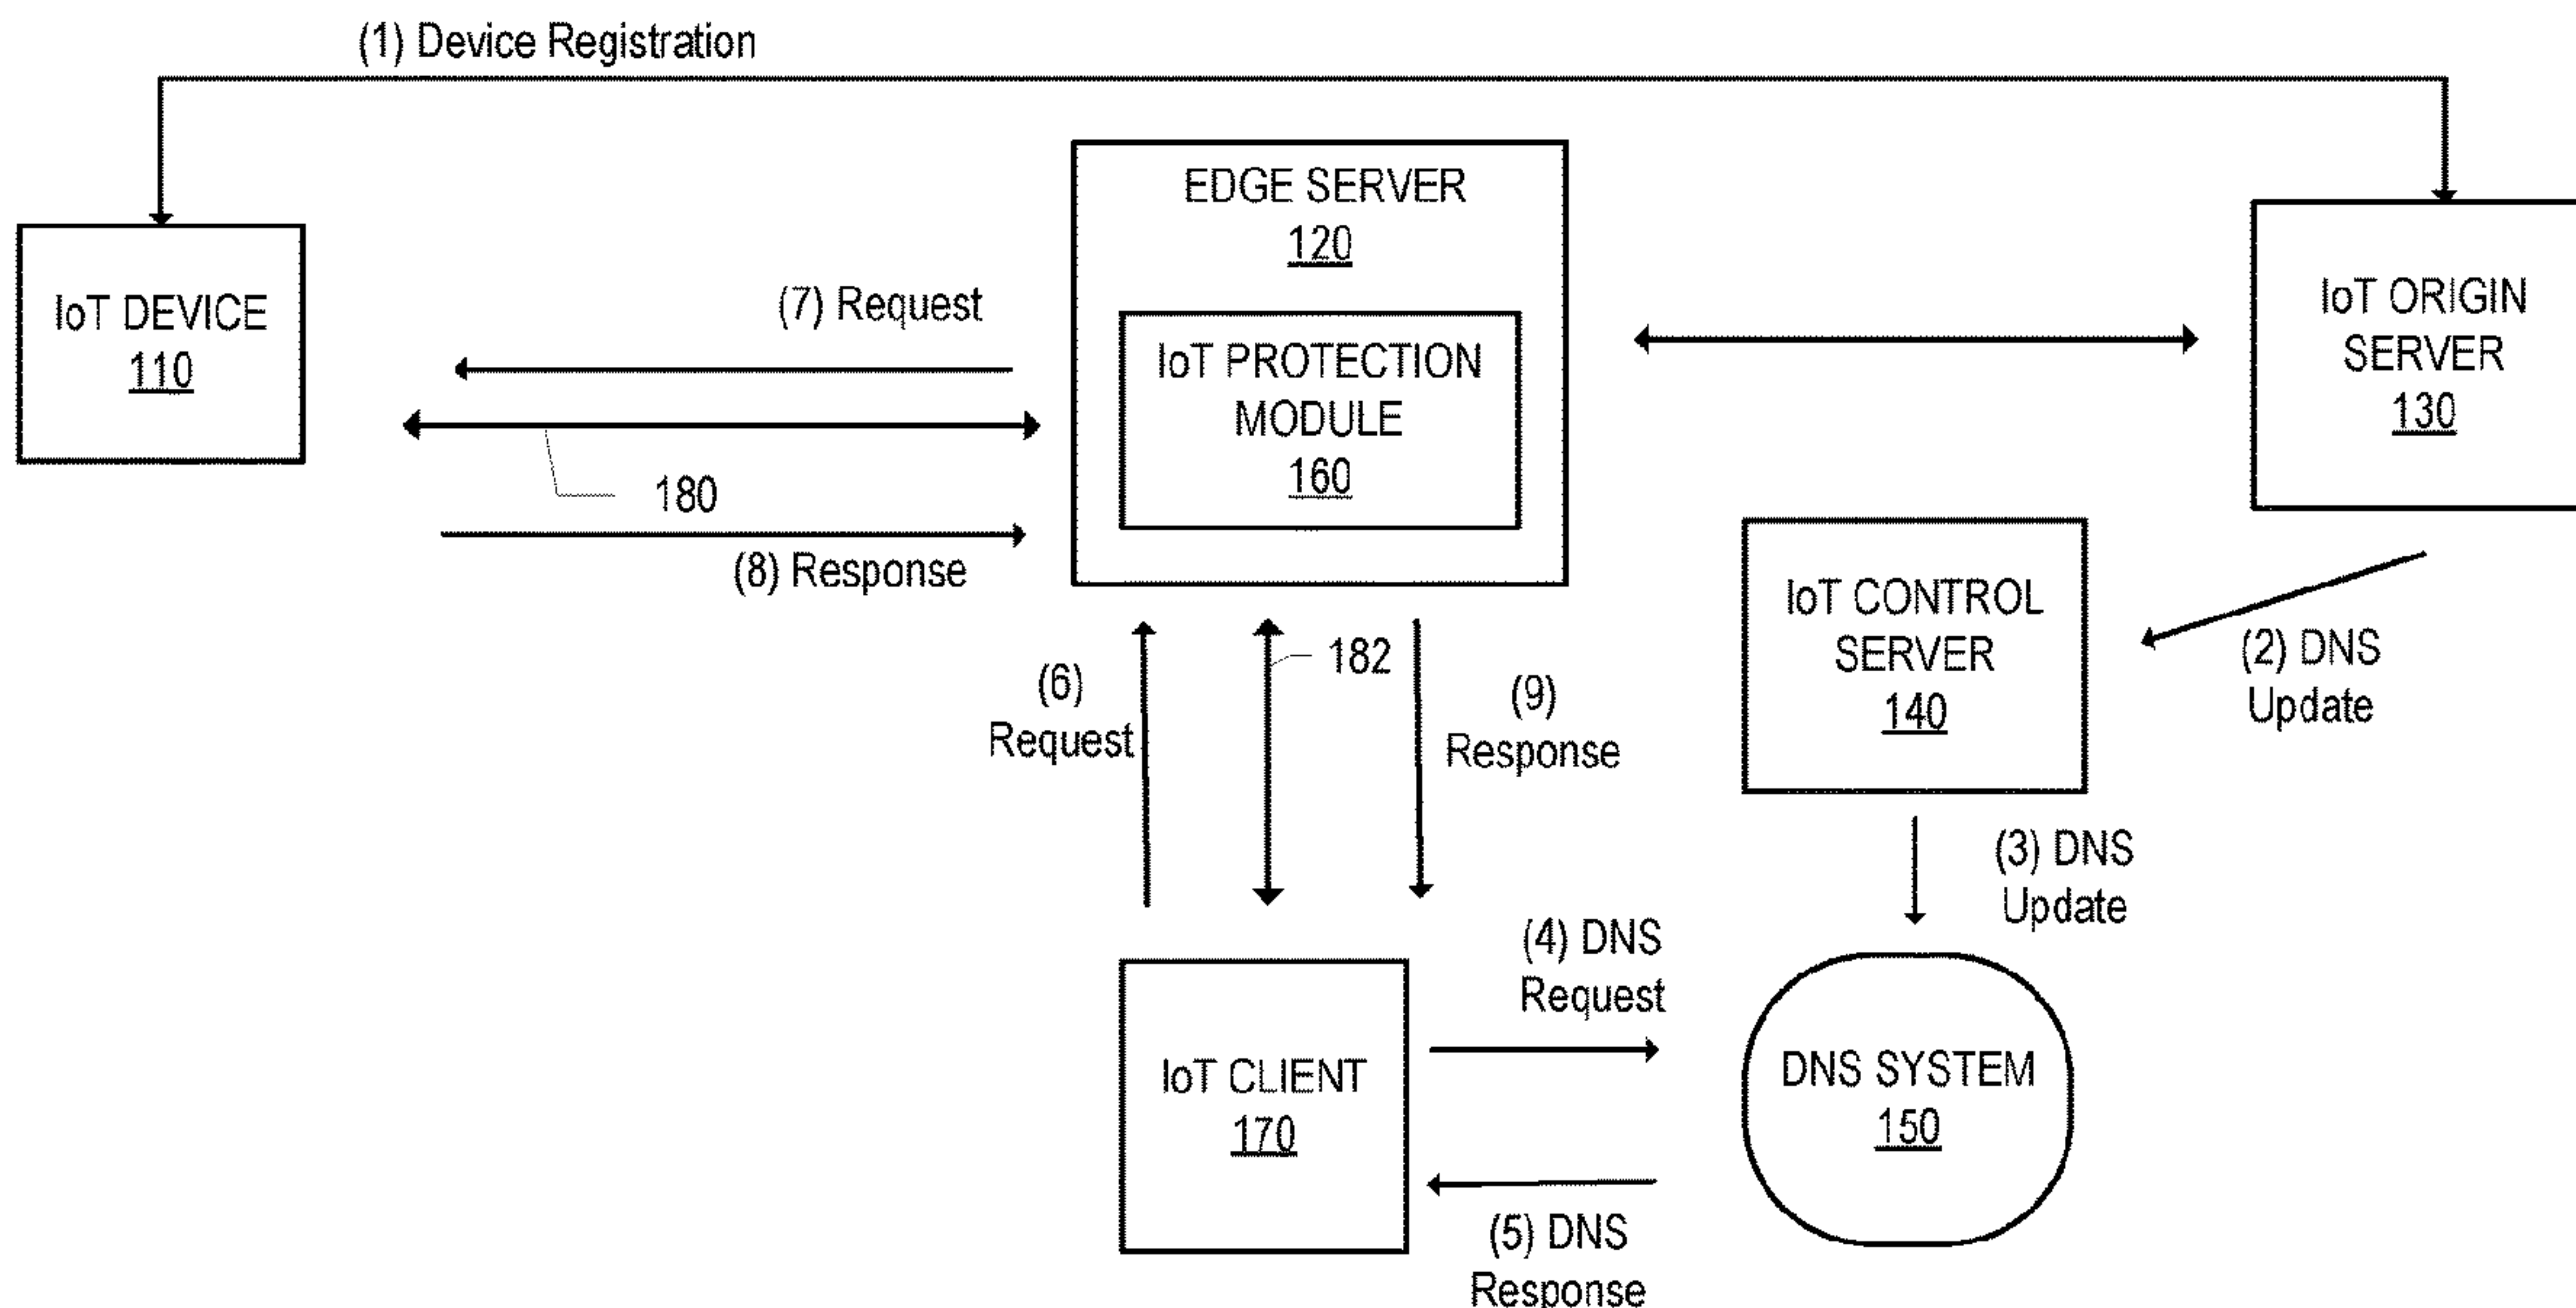 (1) Device Registration
EDGE SERVER
120
IoT DEVICE
110
(7) Request
IoT PROTECTION
MODULE
160
IoT ORIGIN
SERVER
130
180
(8) Response
IoT CONTROL
SERVER
140
(2) DNS
Update
(6)
Request
182
(9)
Response
(3) DNS
Update
(4) DNS
Request
IoT CLIENT
170
DNS SYSTEM
150
(5) DNS
Response